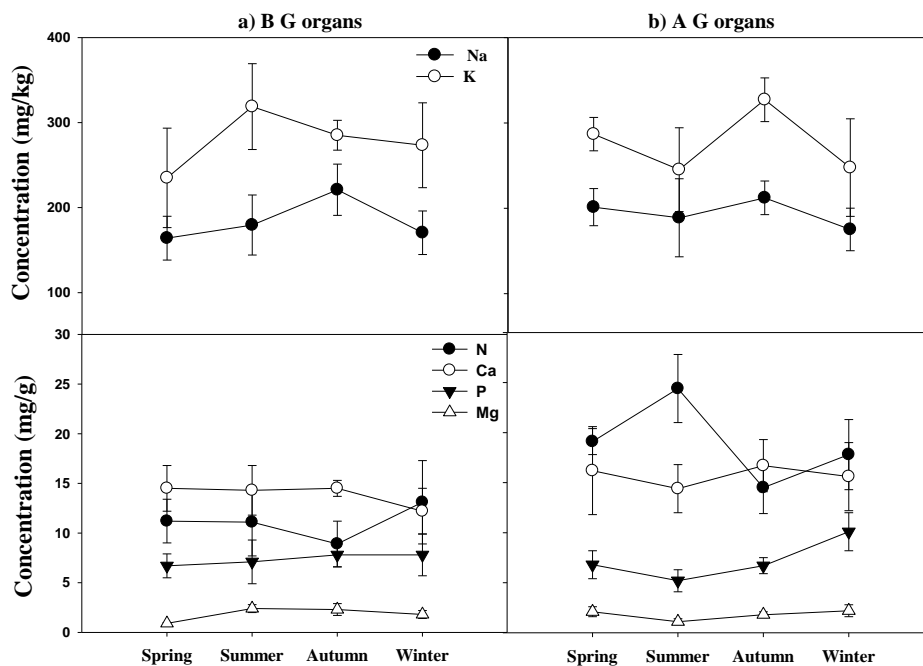 a) B G organs
b) A G organs
Concentration (mg/kg)
400
300
200
100
Na
K
Concentration (mg/g)
30
25
20
15
10
5
0
N
Ca
P
Mg
Spring Summer Autumn Winter
Spring Summer Autumn Winter